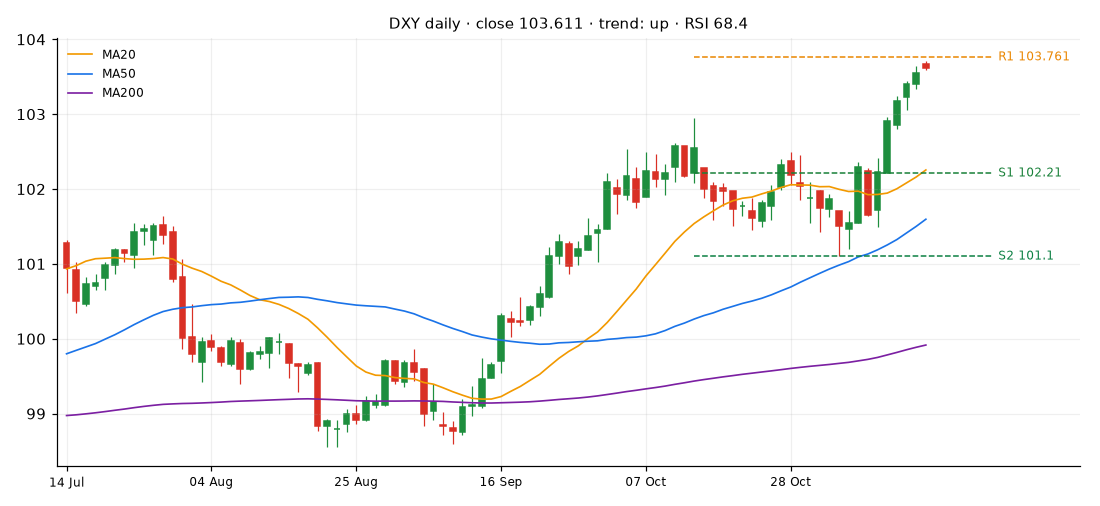 DXY daily · close 103.611 · trend: up · RSI 68.4
MA20
MA50
MA200
R1 103.761
S1 102.21
S2 101.1
104
103
102
101
100
99
14 Jul
04 Aug
25 Aug
16 Sep
07 Oct
28 Oct